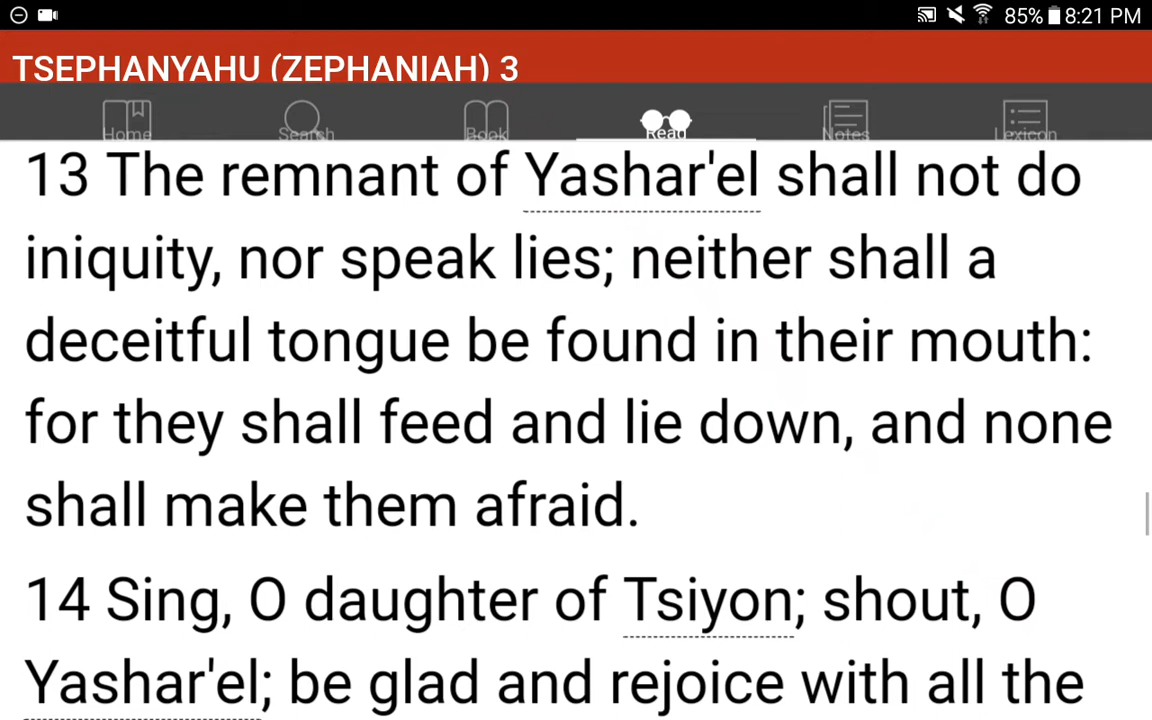 85% 8:21 PM
TSEPHANYAHU (ZEPHANIAH) 3
Home Search Book Read Notes Lexicon
13 The remnant of Yashar'el shall not do
iniquity, nor speak lies; neither shall a
deceitful tongue be found in their mouth:
for they shall feed and lie down, and none
shall make them afraid.
14 Sing, O daughter of Tsiyon; shout, O
Yashar'el; be glad and rejoice with all the